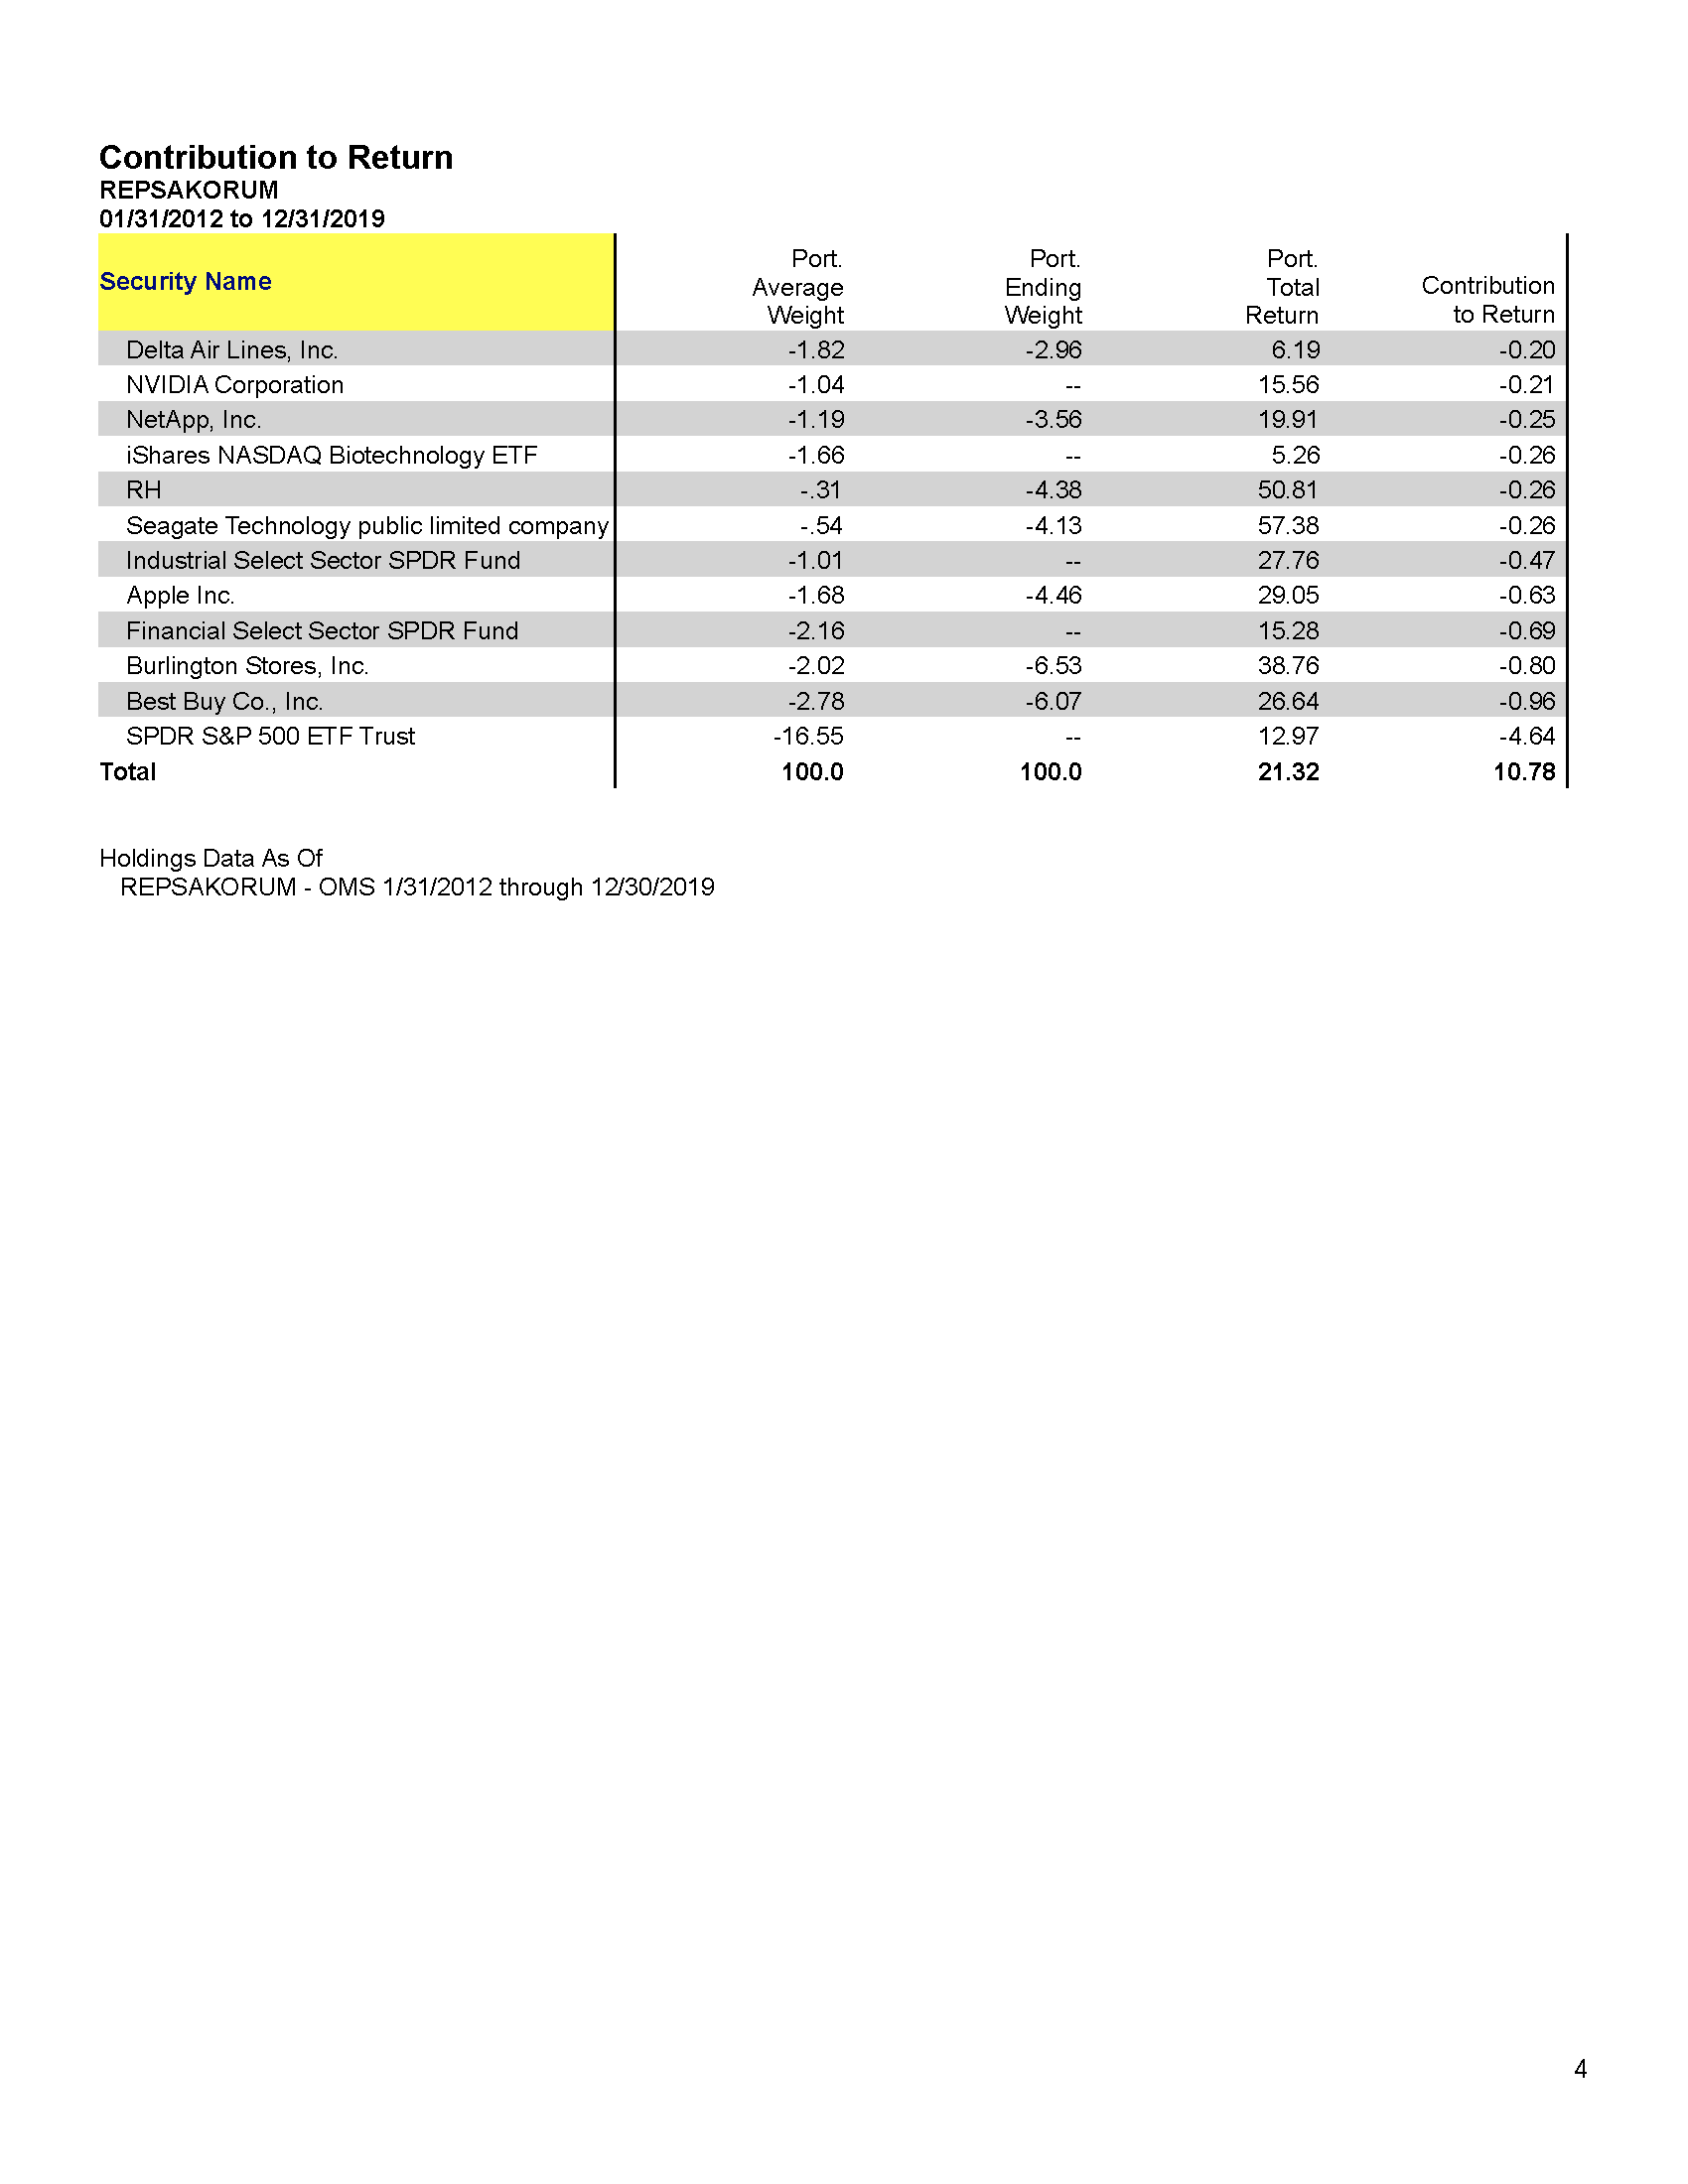 Contribution to Return
REPSAKORUM
01/31/2012 to 12/31/2019
Security Name Port. Average Weight Port. Ending Weight Port. Total Return Contribution to Return
Delta Air Lines, Inc. -1.82 -2.96 6.19 -0.20
NVIDIA Corporation -1.04 -- 15.56 -0.21
NetApp, Inc. -1.19 -3.56 19.91 -0.25
iShares NASDAQ Biotechnology ETF -1.66 -- 5.26 -0.26
RH -.31 -4.38 50.81 -0.26
Seagate Technology public limited company -.54 -4.13 57.38 -0.26
Industrial Select Sector SPDR Fund -1.01 -- 27.76 -0.47
Apple Inc. -1.68 -4.46 29.05 -0.63
Financial Select Sector SPDR Fund -2.16 -- 15.28 -0.69
Burlington Stores, Inc. -2.02 -6.53 38.76 -0.80
Best Buy Co., Inc. -2.78 -6.07 26.64 -0.96
SPDR S&P 500 ETF Trust -16.55 -- 12.97 -4.64
Total 100.0 100.0 21.32 10.78
Holdings Data As Of
REPSAKORUM - OMS 1/31/2012 through 12/30/2019
4